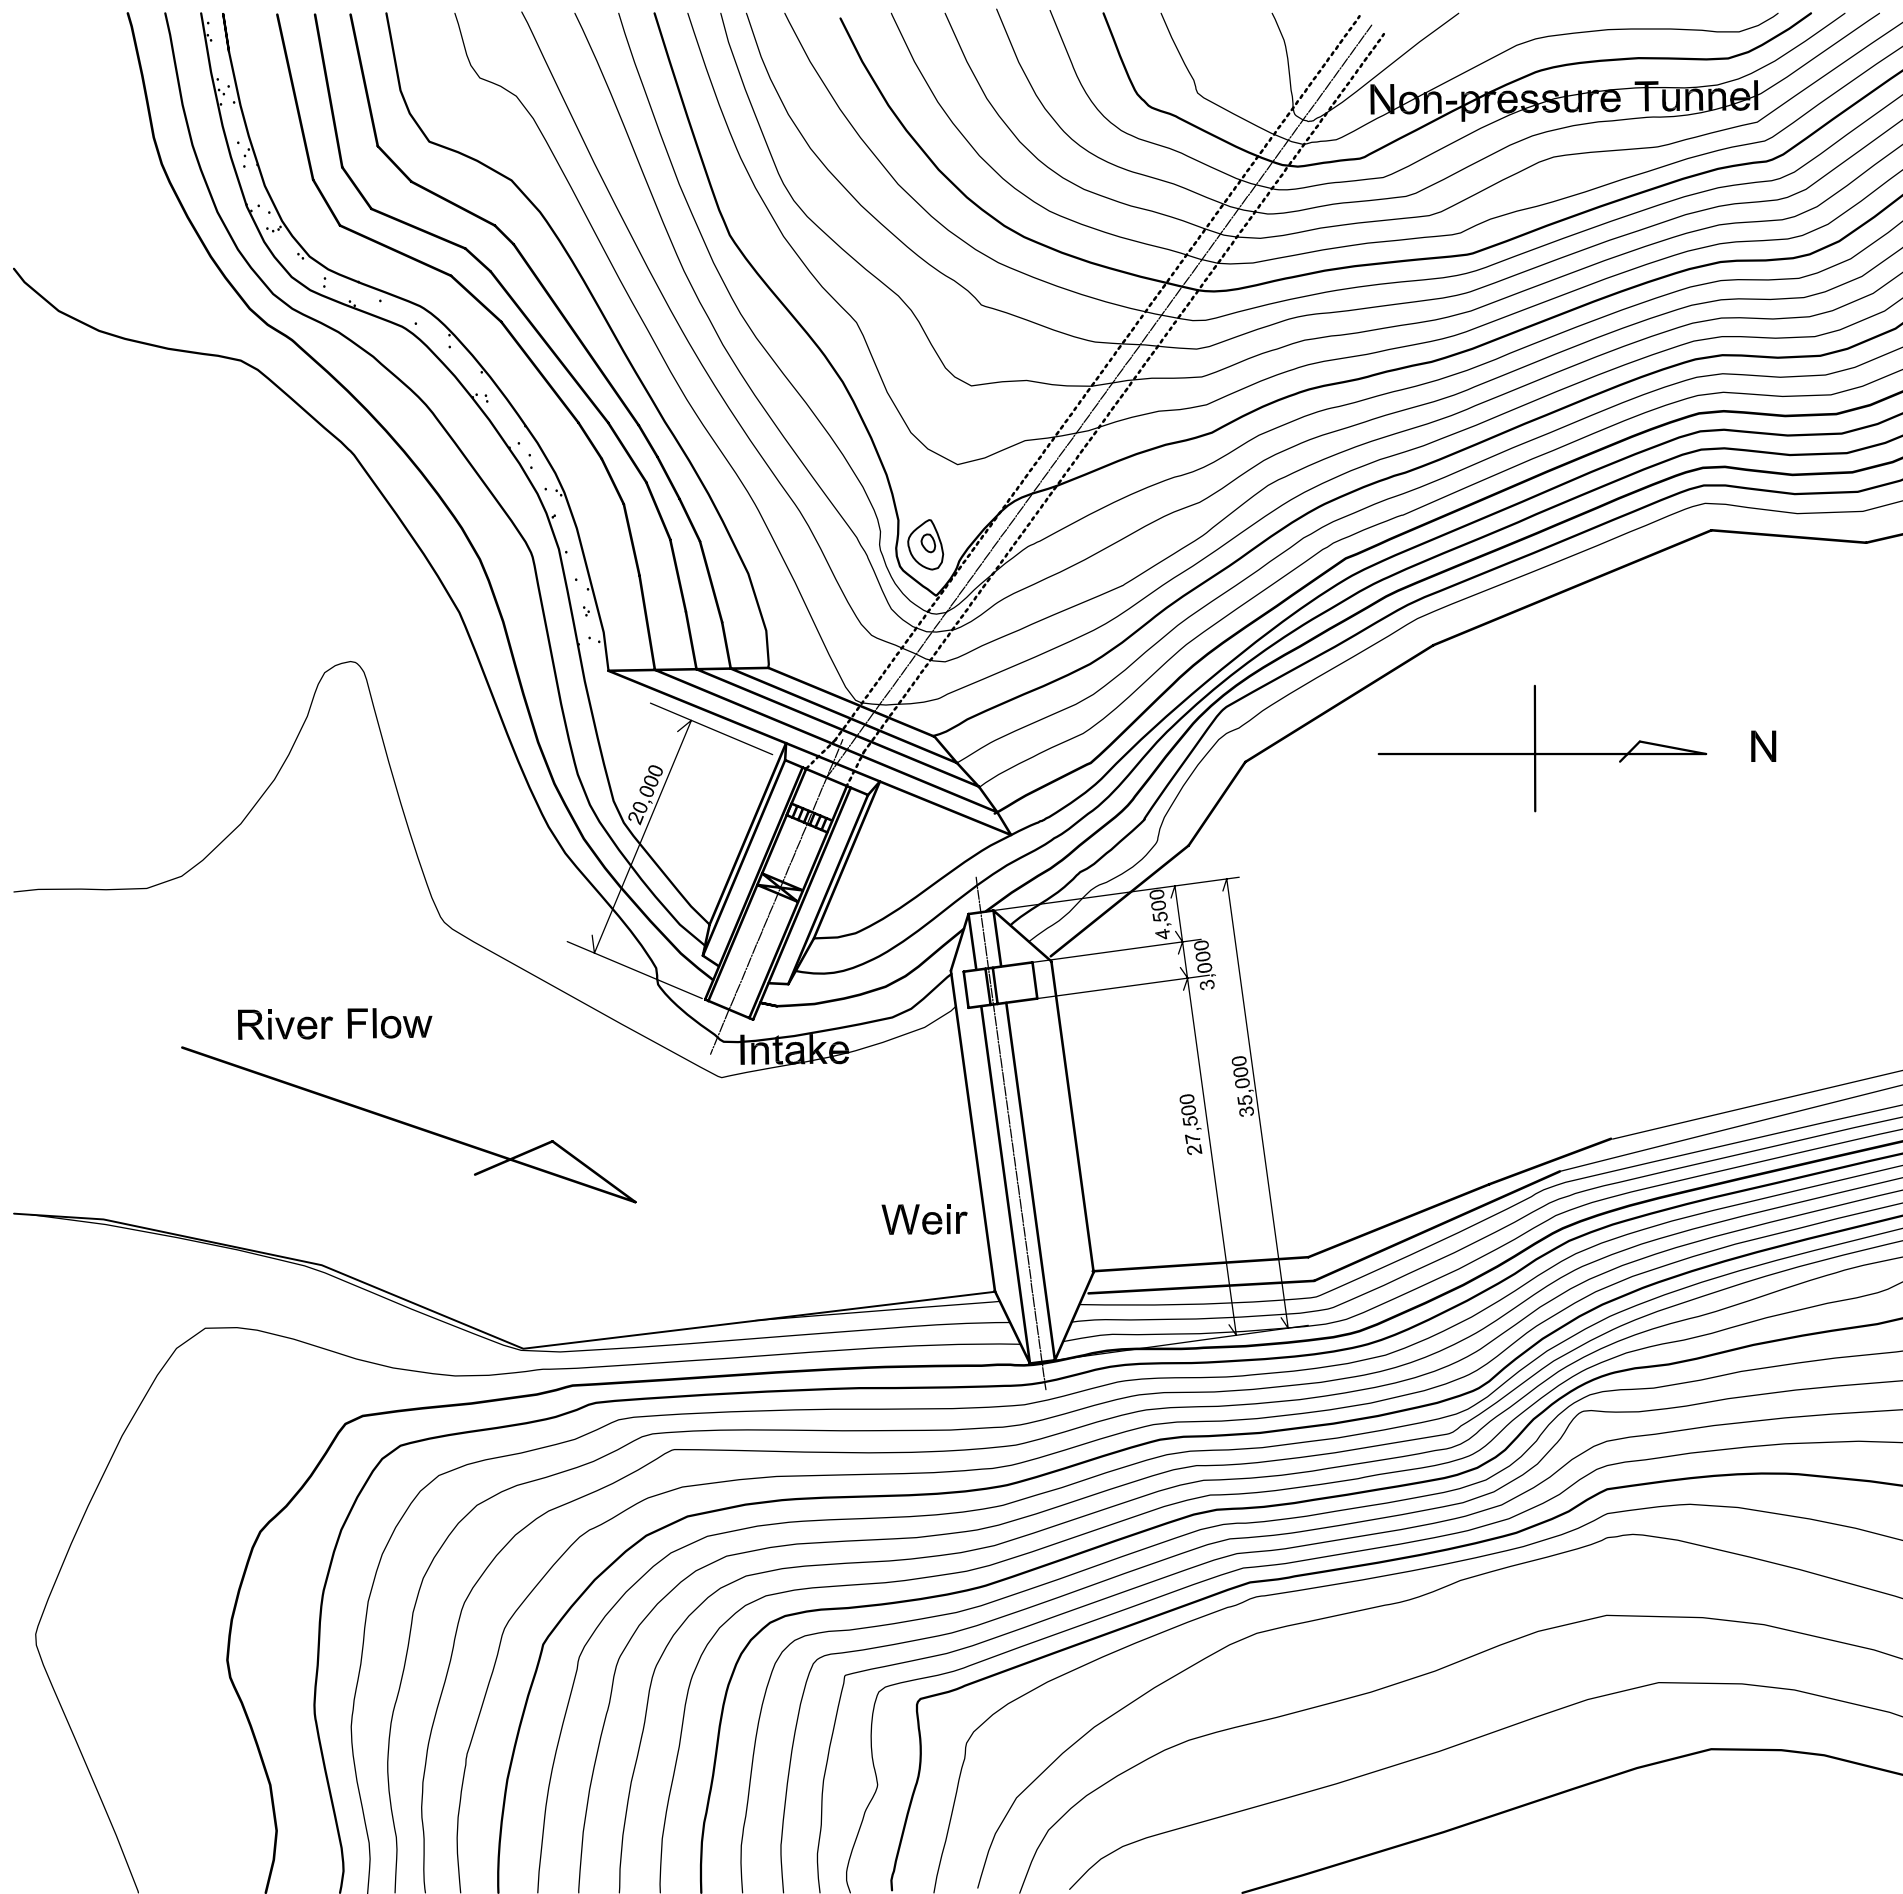 Non-pressure Tunnel
N
20,000
4,500
3,000
River Flow
Intake
27,500
35,000
Weir